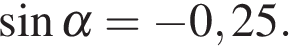 sin α = −0,25.